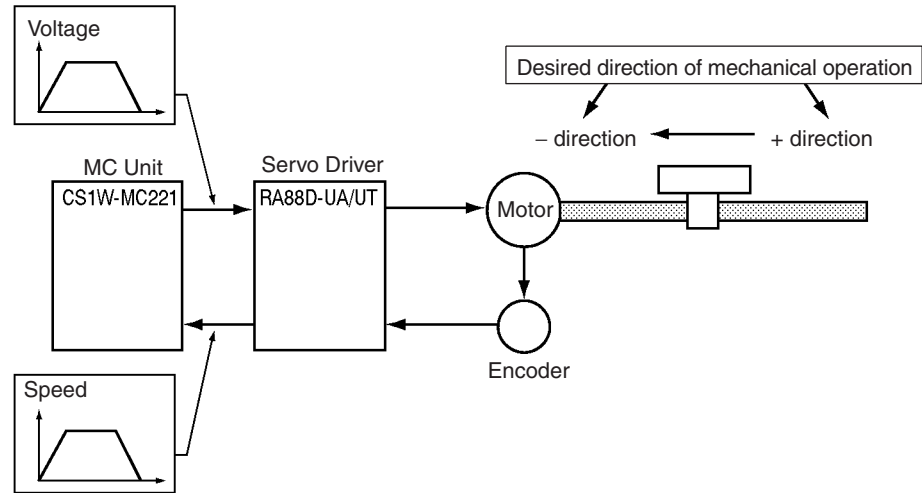 Voltage
Desired direction of mechanical operation
− direction
+ direction
MC Unit
Servo Driver
CS1W-MC221
RA88D-UA/UT
Motor
Encoder
Speed